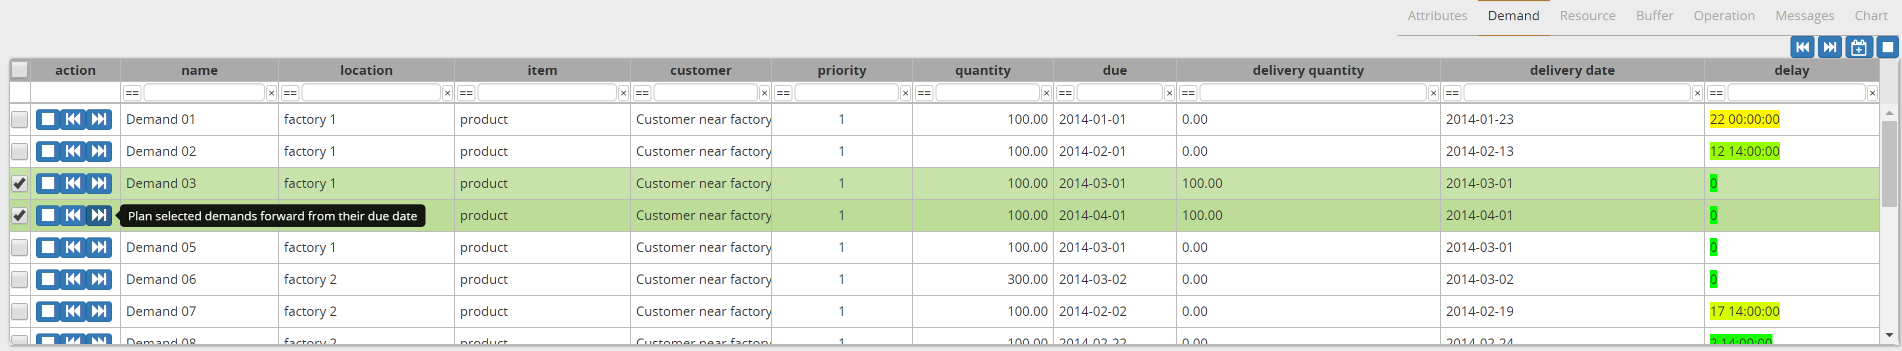 Attributes Demand Resource Buffer Operation Messages Chart
action name location item customer priority quantity due delivery quantity delivery date delay
== × == × == × == × == × == × == × == × == × == ×
Demand 01 factory 1 product Customer near factory 1 100.00 2014-01-01 0.00 2014-01-23 22 00:00:00
Demand 02 factory 1 product Customer near factory 1 100.00 2014-02-01 0.00 2014-02-13 12 14:00:00
Demand 03 factory 1 product Customer near factory 1 100.00 2014-03-01 100.00 2014-03-01 0
Plan selected demands forward from their due date product Customer near factory 1 100.00 2014-04-01 100.00 2014-04-01 0
Demand 05 factory 1 product Customer near factory 1 100.00 2014-03-01 0.00 2014-03-01 0
Demand 06 factory 2 product Customer near factory 1 300.00 2014-03-02 0.00 2014-03-02 0
Demand 07 factory 2 product Customer near factory 1 100.00 2014-02-02 0.00 2014-02-19 17 14:00:00
Demand 08 factory 2 product Customer near factory 1 100.00 2014-02-22 0.00 2014-02-24 2 14:00:00